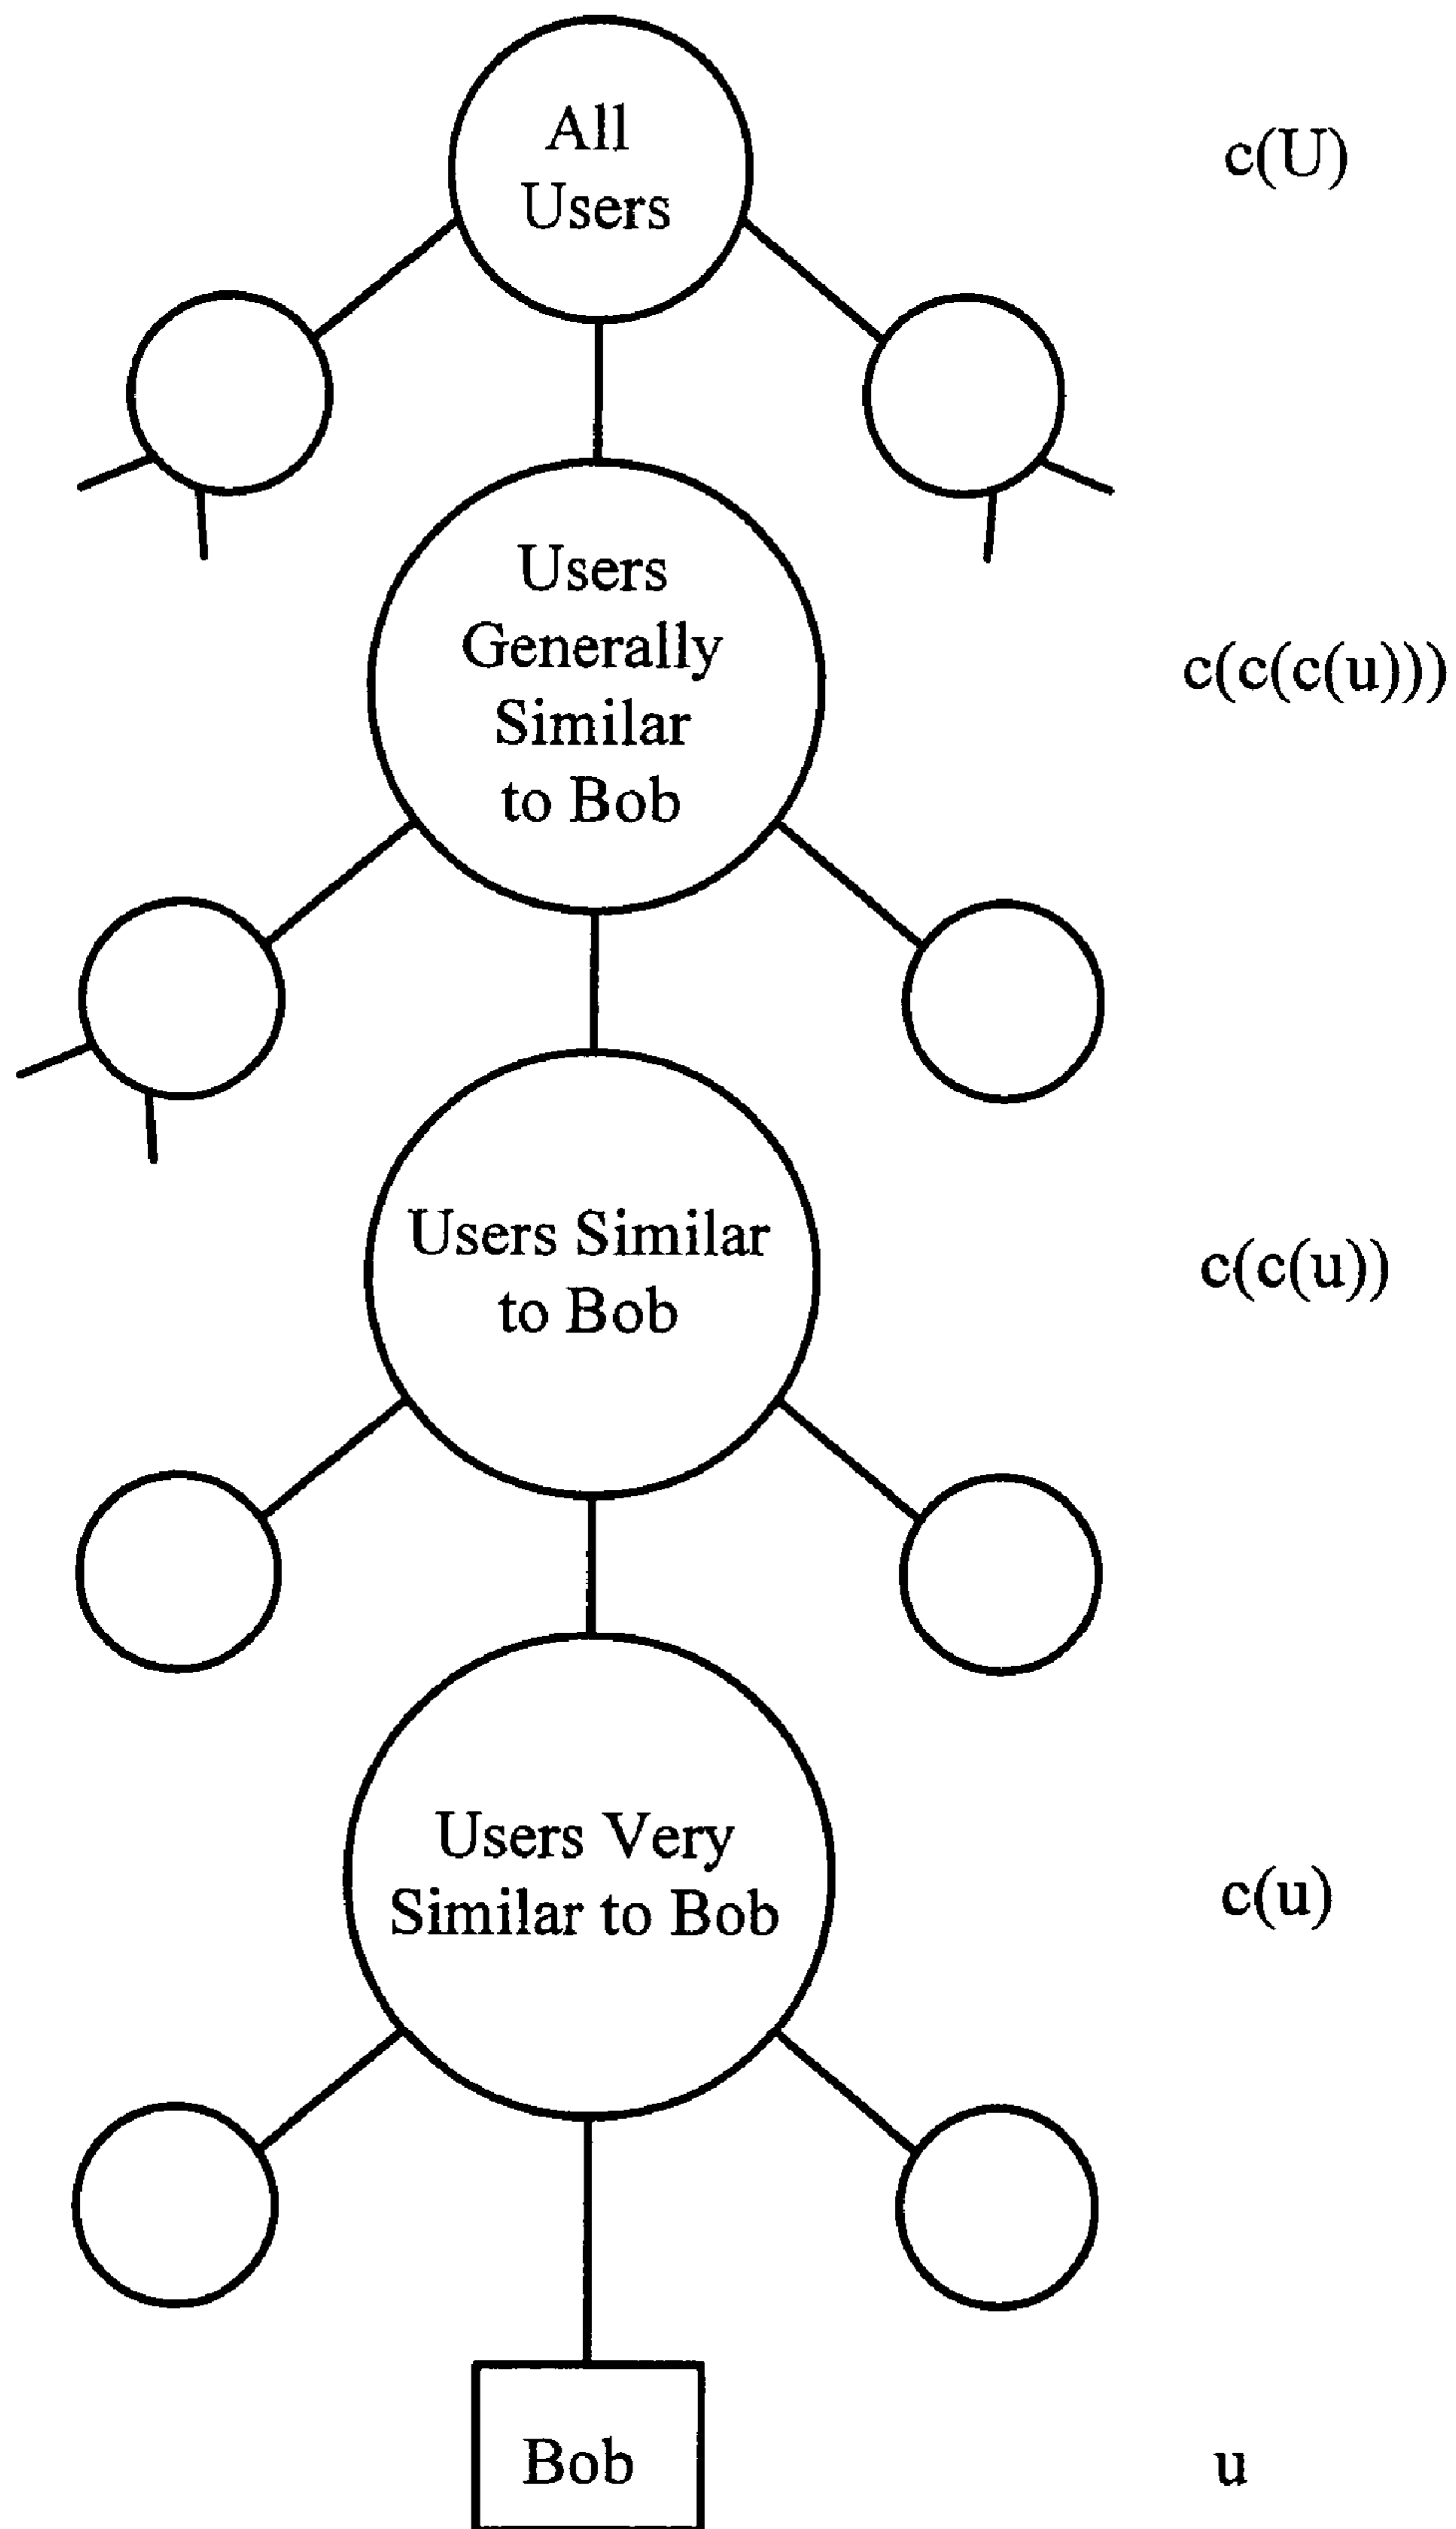 All
Users
c(U)
Users
Generally
Similar
to Bob
c(c(c(u)))
Users Similar
to Bob
c(c(u))
Users Very
Similar to Bob
c(u)
Bob
u